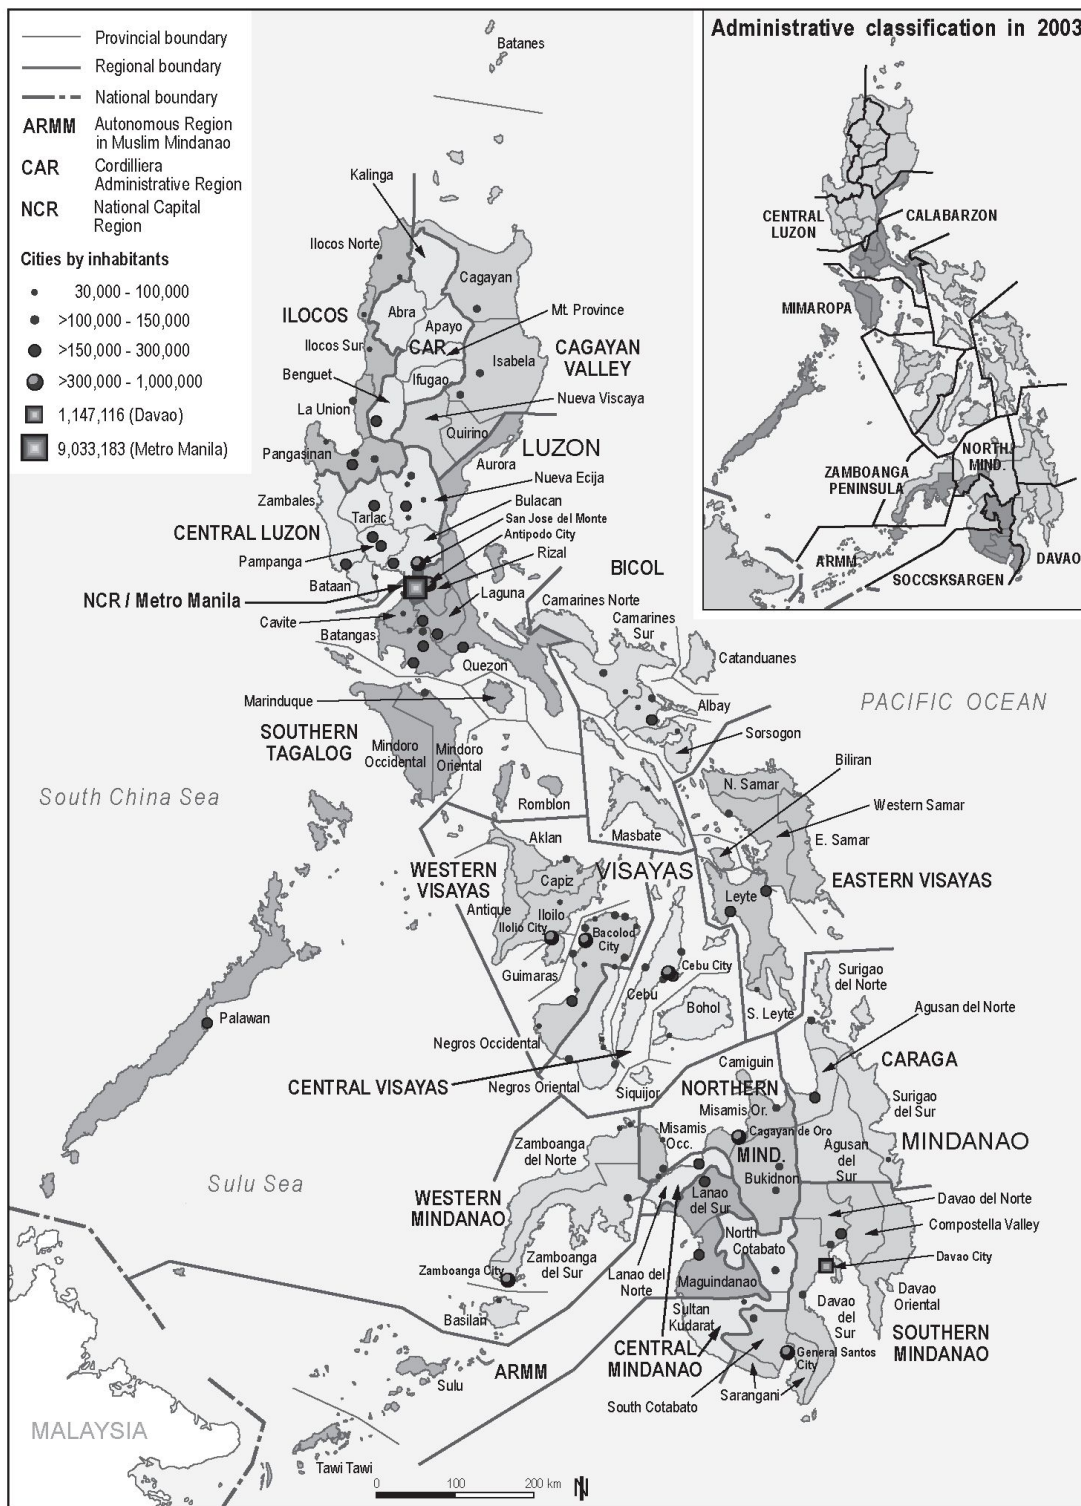 Provincial boundary
Regional boundary
National boundary
ARMM Autonomous Region
in Muslim Mindanao
CAR Cordilliera
Administrative Region
NCR National Capital
Region
Cities by inhabitants
30,000 - 100,000
>100,000 - 150,000
>150,000 - 300,000
>300,000 - 1,000,000
1,147,116 (Davao)
9,033,183 (Metro Manila)
Administrative classification in 2003
CENTRAL
LUZON
CALABARZON
MIMAROPA
ZAMBOANGA
PENINSULA
NORTH.
MIND.
ARMM
SOCCSKSARGEN
DAVAO
Batanes
Kalinga
Ilocos Norte
Cagayan
ILOCOS
Abra
Apayo
Mt. Province
CAR
Ilocos Sur
Isabela
CAGAYAN
VALLEY
Benguet
Ifugao
Nueva Viscaya
La Union
Quirino
LUZON
Pangasinan
Aurora
Nueva Ecija
Zambales
Bulacan
Tarlac
San Jose del Monte
CENTRAL LUZON
Antipodo City
Pampanga
Rizal
Bataan
BICOL
NCR / Metro Manila
Laguna
Camarines Norte
Cavite
Camarines
Sur
Batangas
Catanduanes
Quezon
Marinduque
Albay
PACIFIC OCEAN
SOUTHERN
TAGALOG
Sorsogon
Mindoro
Occidental
Mindoro
Oriental
Biliran
N. Samar
South China Sea
Romblon
Western Samar
Masbate
Aklan
E. Samar
WESTERN
VISAYAS
VISAYAS
Capiz
EASTERN VISAYAS
Leyte
Antique
Iloilo
Ilolio City
Bacolod
City
Guimaras
Cebu City
Cebu
Surigao
del Norte
Palawan
Bohol
S. Leyte
Agusan del Norte
Negros Occidental
Camiguin
CARAGA
CENTRAL VISAYAS
Negros Oriental
Siquijor
NORTHERN
Misamis Or.
Surigao
del Sur
Misamis
Occ.
Cagayan de Oro
MINDANAO
Zamboanga
del Norte
MIND.
Agusan
del
Sur
Sulu Sea
Bukidnon
WESTERN
MINDANAO
Lanao
del Sur
Davao del Norte
Compostella Valley
North
Cotabato
Davao City
Zamboanga
del Sur
Zamboanga City
Lanao del
Norte
Maguindanao
Davao
Oriental
Basilan
Sultan
Kudarat
Davao
del
Sur
CENTRAL
MINDANAO
SOUTHERN
MINDANAO
General Santos
City
ARMM
Sulu
Sarangani
South Cotabato
MALAYSIA
Tawi Tawi
0 100 200 km N